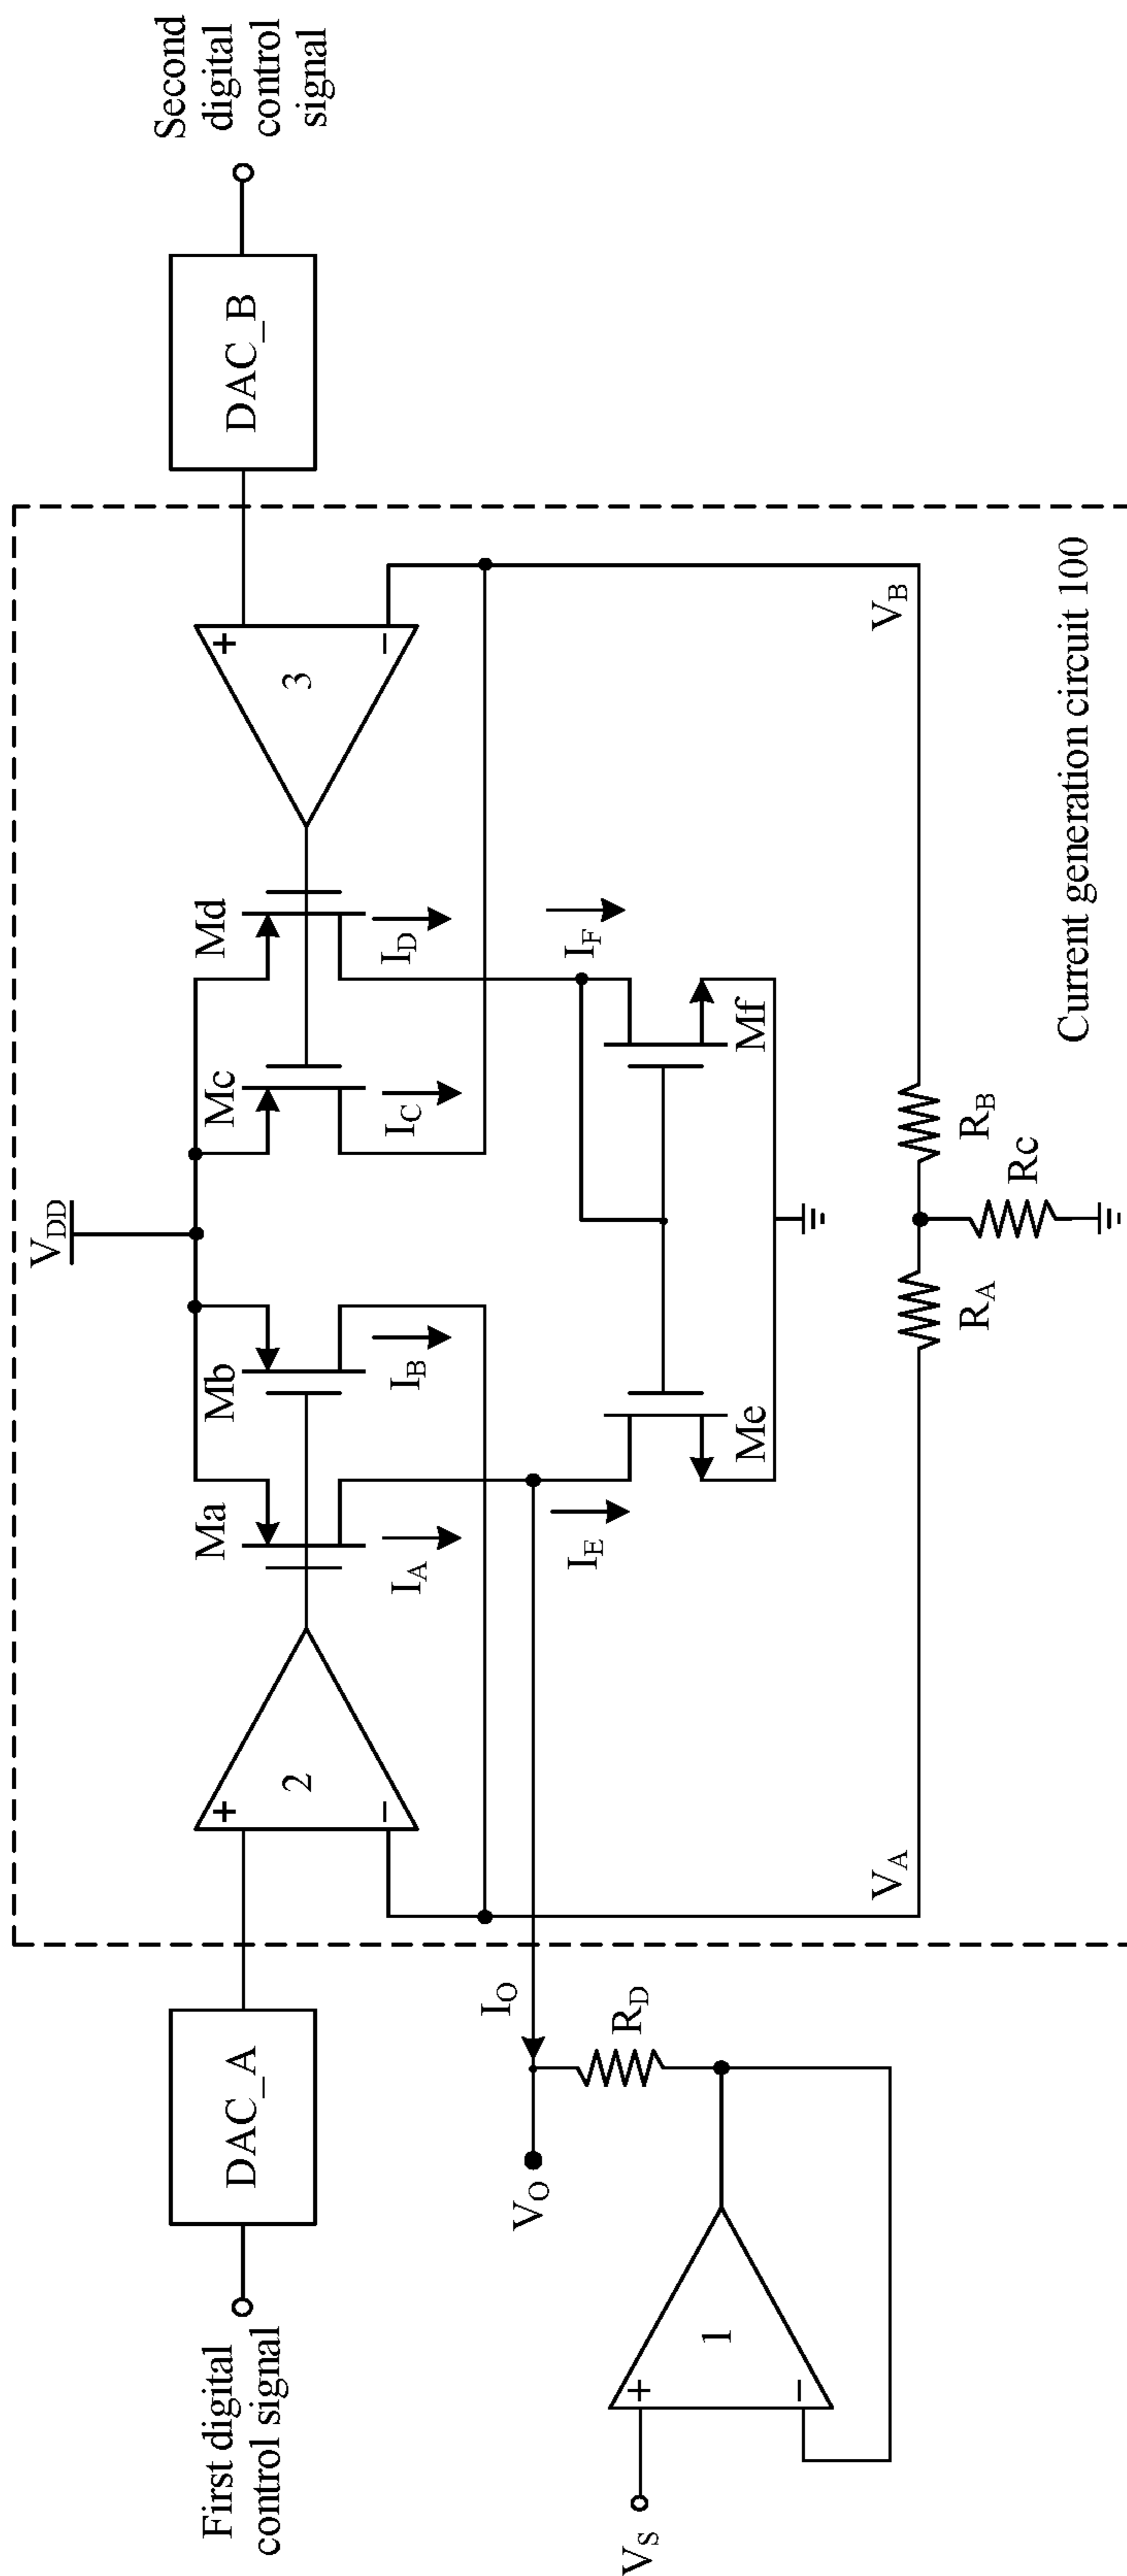 First digital
control signal
DAC_A
Second
digital
control
signal
DAC_B
V_DD
Ma
Mb
Mc
Md
2
+
−
3
+
−
I_A
I_B
I_C
I_D
I_E
I_F
Me
Mf
I_O
V_O
R_D
V_S
1
+
−
V_A
V_B
R_A
R_B
Rc
Current generation circuit 100